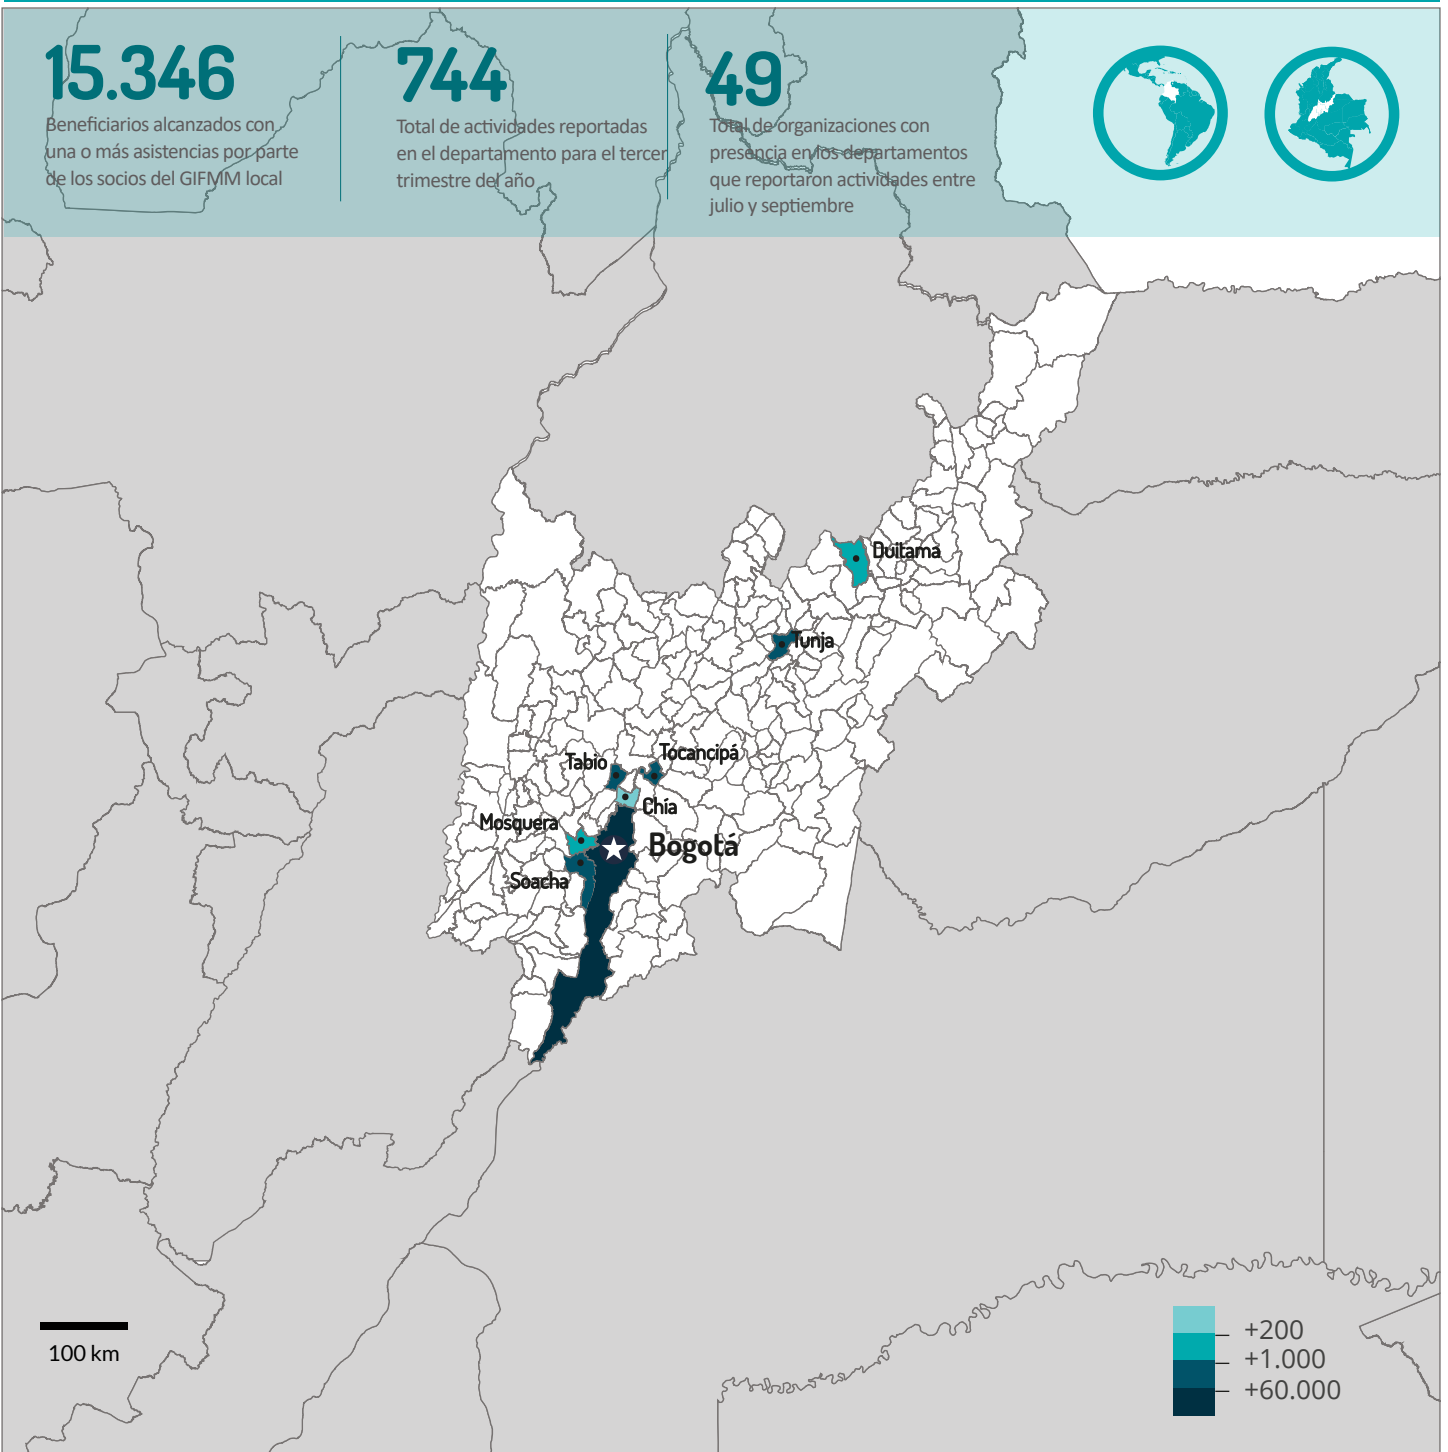 15.346
Beneficiarios alcanzados con
una o más asistencias por parte
de los socios del GIFMM local
744
Total de actividades reportadas
en el departamento para el tercer
trimestre del año
49
Total de organizaciones con
presencia en los departamentos
que reportaron actividades entre
julio y septiembre
Duitama
Tunja
Tocancipá
Tabio
Chía
Mosquera
Bogotá
Soacha
100 km
+200
+1.000
+60.000